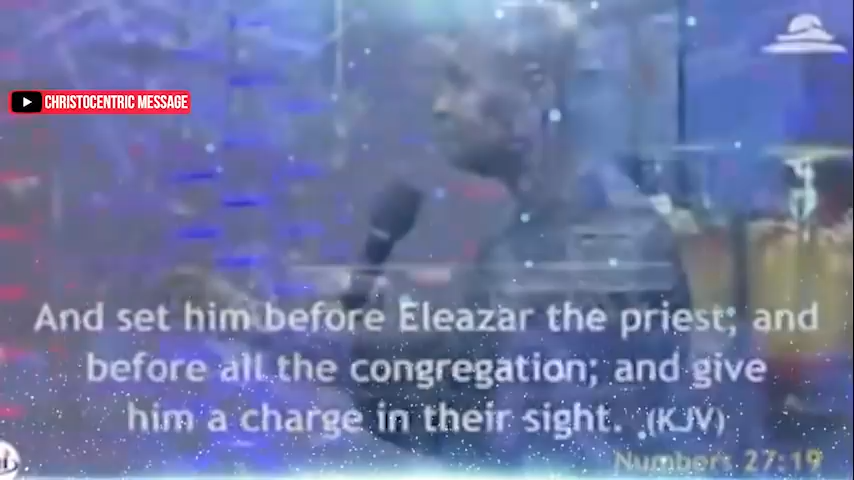 CHRISTOCENTRIC MESSAGE
And set him before Eleazar the priest; and
before all the congregation; and give
him a charge in their sight. (KJV)
Numbers 27:19